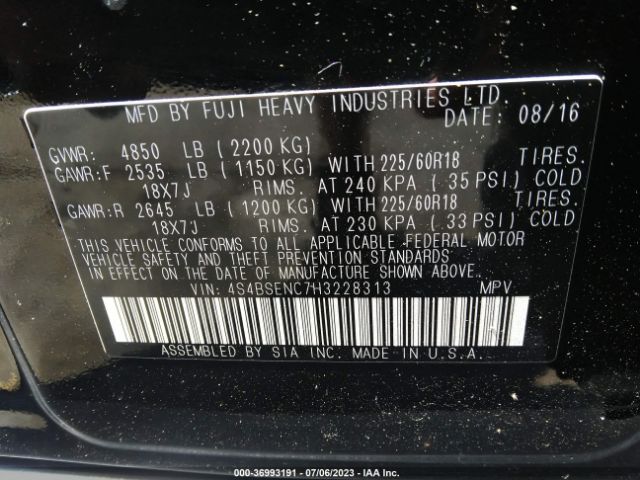 MFD BY FUJI HEAVY INDUSTRIES LTD.
DATE: 08/16
GVWR: 4850 LB ( 2200 KG)
GAWR:F 2535 LB ( 1150 KG) WITH 225/60R18 TIRES.
18X7J RIMS. AT 240 KPA ( 35 PSI) COLD
GAWR:R 2645 LB ( 1200 KG) WITH 225/60R18 TIRES.
18X7J RIMS. AT 230 KPA ( 33 PSI) COLD
THIS VEHICLE CONFORMS TO ALL APPLICABLE FEDERAL MOTOR
VEHICLE SAFETY AND THEFT PREVENTION STANDARDS
IN EFFECT ON THE DATE OF MANUFACTURE SHOWN ABOVE.
VIN: 4S4BSENC7H3228313 MPV
ASSEMBLED BY SIA INC. MADE IN U.S.A.
000-36993191 - 07/06/2023 - IAA Inc.